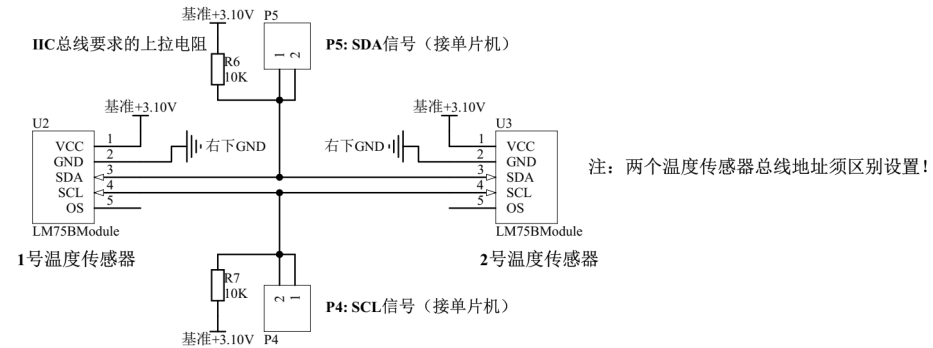 基准+3.10V P5
IIC总线要求的上拉电阻 R6 10K 1 2 P5: SDA信号（接单片机）
基准+3.10V 基准+3.10V
U2 U3
VCC 1 右下GND 右下GND 1 VCC
GND 2 2 GND
SDA 3 3 SDA 注：两个温度传感器总线地址须区别设置！
SCL 4 4 SCL
OS 5 5 OS
LM75BModule LM75BModule
1号温度传感器 2号温度传感器
R7 10K 2 1 P4: SCL信号（接单片机）
基准+3.10V P4